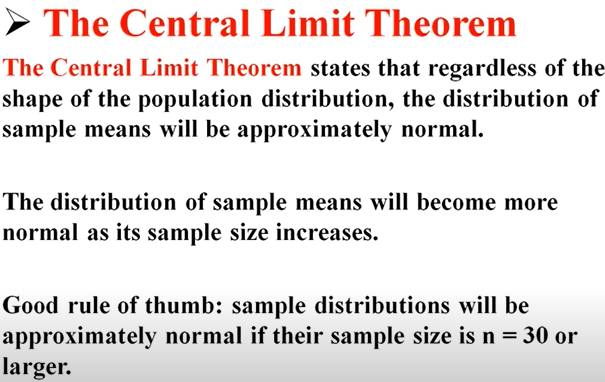 ➢ The Central Limit Theorem
The Central Limit Theorem states that regardless of the
shape of the population distribution, the distribution of
sample means will be approximately normal.
The distribution of sample means will become more
normal as its sample size increases.
Good rule of thumb: sample distributions will be
approximately normal if their sample size is n = 30 or
larger.